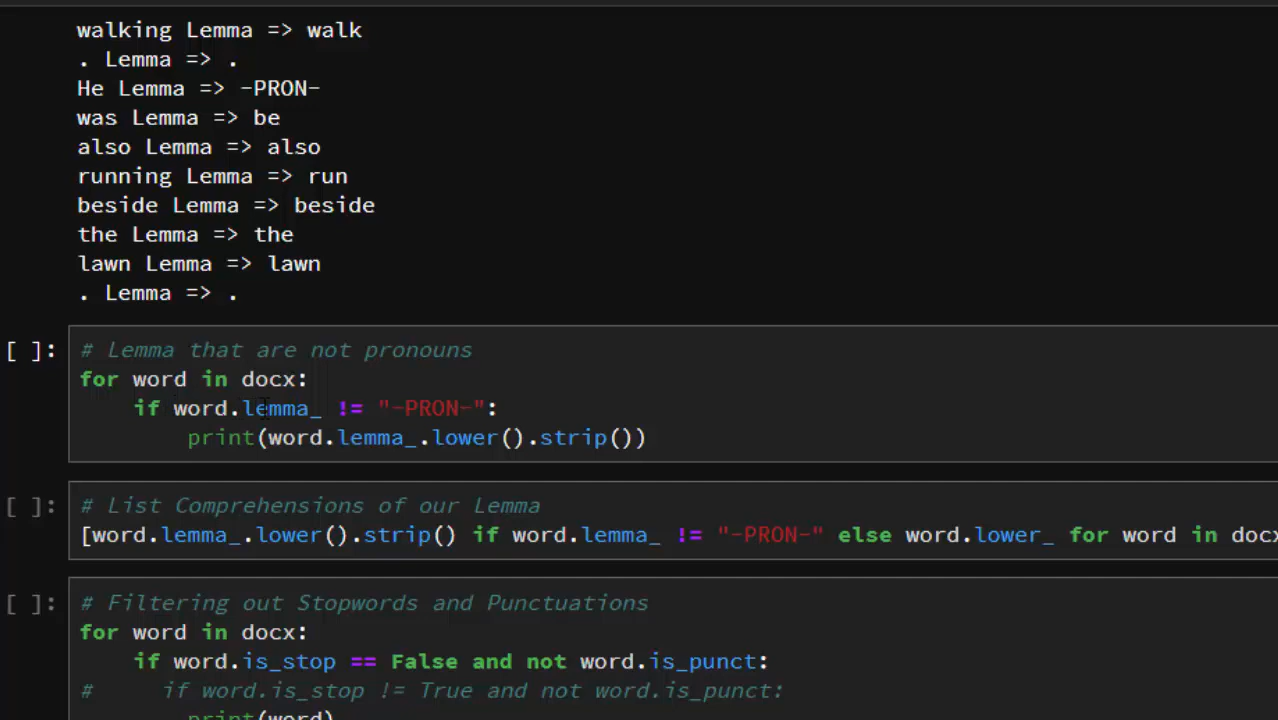 walking Lemma => walk
. Lemma => .
He Lemma => -PRON-
was Lemma => be
also Lemma => also
running Lemma => run
beside Lemma => beside
the Lemma => the
lawn Lemma => lawn
. Lemma => .
[ ]: # Lemma that are not pronouns
for word in docx:
    if word.lemma_ != "-PRON-":
        print(word.lemma_.lower().strip())
[ ]: # List Comprehensions of our Lemma
[word.lemma_.lower().strip() if word.lemma_ != "-PRON-" else word.lower_ for word in docx
[ ]: # Filtering out Stopwords and Punctuations
for word in docx:
    if word.is_stop == False and not word.is_punct:
#     if word.is_stop != True and not word.is_punct:
        print(word)